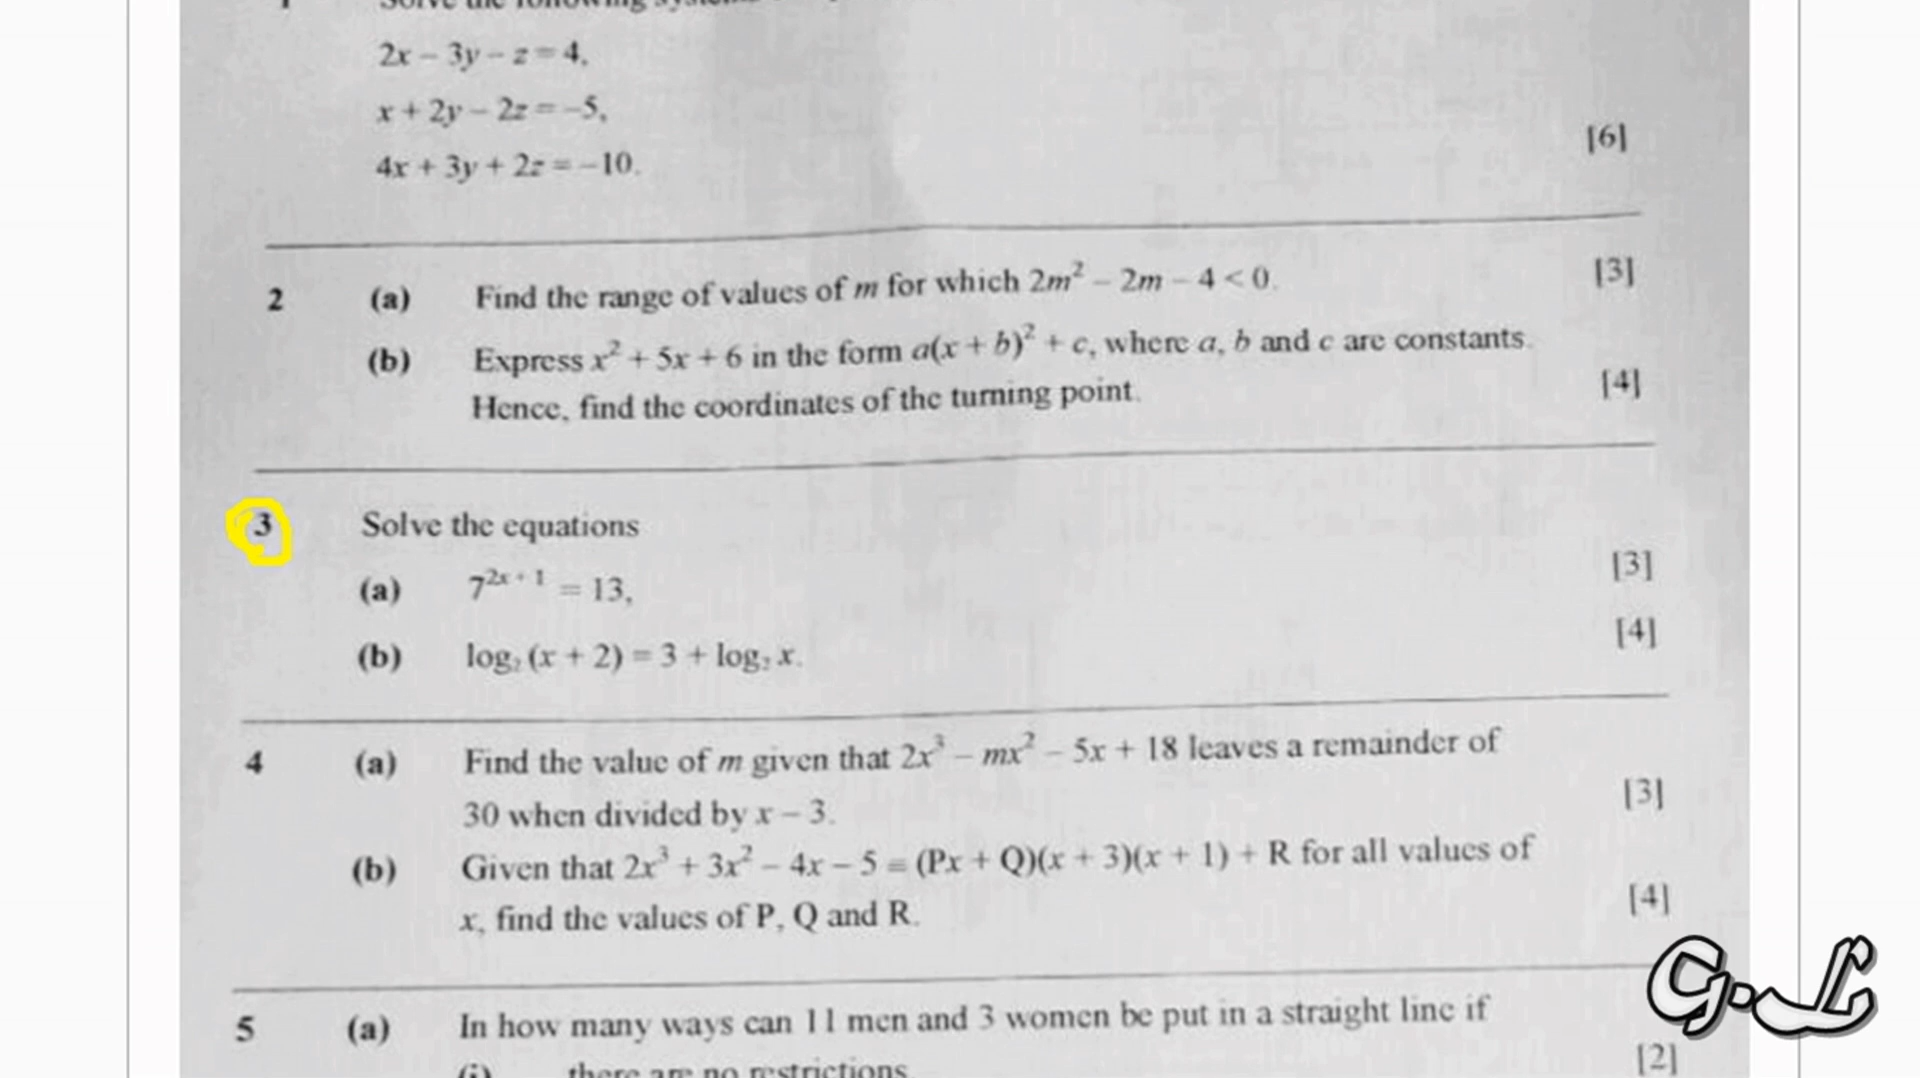 2x – 3y – z = 4,
x + 2y – 2z = –5,
4x + 3y + 2z = –10.
[6]
2 (a) Find the range of values of m for which 2m² – 2m – 4 < 0. [3]
(b) Express x² + 5x + 6 in the form a(x + b)² + c, where a, b and c are constants.
Hence, find the coordinates of the turning point. [4]
3 Solve the equations
(a) 7²ˣ⁺¹ = 13, [3]
(b) log₂ (x + 2) = 3 + log₂ x. [4]
4 (a) Find the value of m given that 2x³ – mx² – 5x + 18 leaves a remainder of
30 when divided by x – 3. [3]
(b) Given that 2x³ + 3x² – 4x – 5 = (Px + Q)(x + 3)(x + 1) + R for all values of
x, find the values of P, Q and R. [4]
5 (a) In how many ways can 11 men and 3 women be put in a straight line if
(i) there are no restrictions [2]
G.L